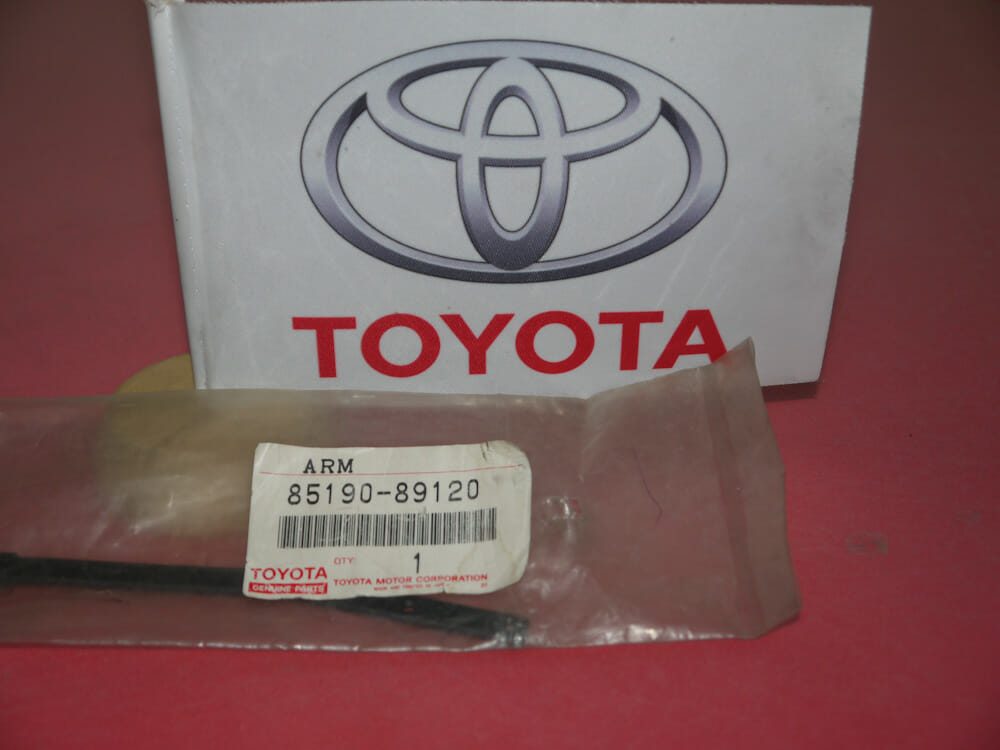 TOYOTA
ARM
85190-89120
QTY:
1
TOYOTA
GENUINE PARTS
TOYOTA MOTOR CORPORATION